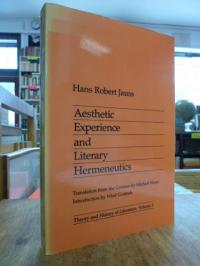 Hans Robert Jauss
Aesthetic
Experience
and
Literary
Hermeneutics
Translation from the German by Michael Shaw
Introduction by Wlad Godzich
Theory and History of Literature, Volume 3